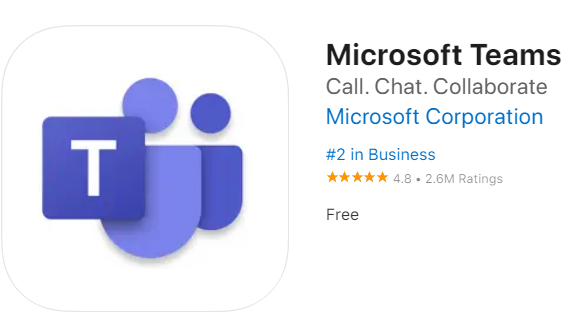 T
Microsoft Teams
Call. Chat. Collaborate
Microsoft Corporation
#2 in Business
★★★★★ 4.8 • 2.6M Ratings
Free